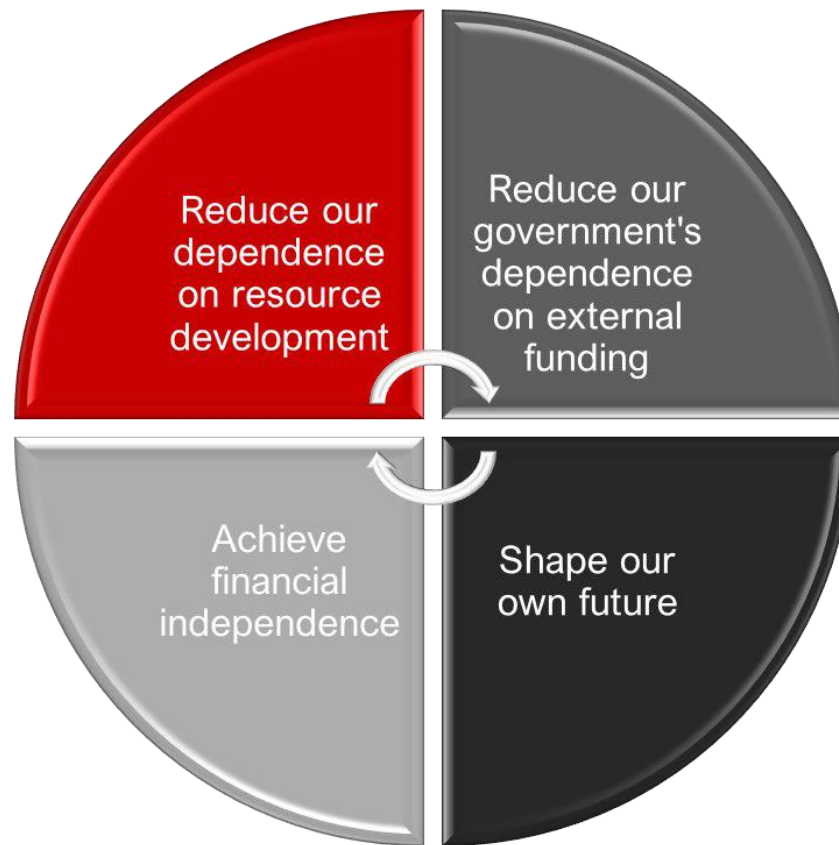 Reduce our
dependence
on resource
development
Reduce our
government's
dependence
on external
funding
Achieve
financial
independence
Shape our
own future